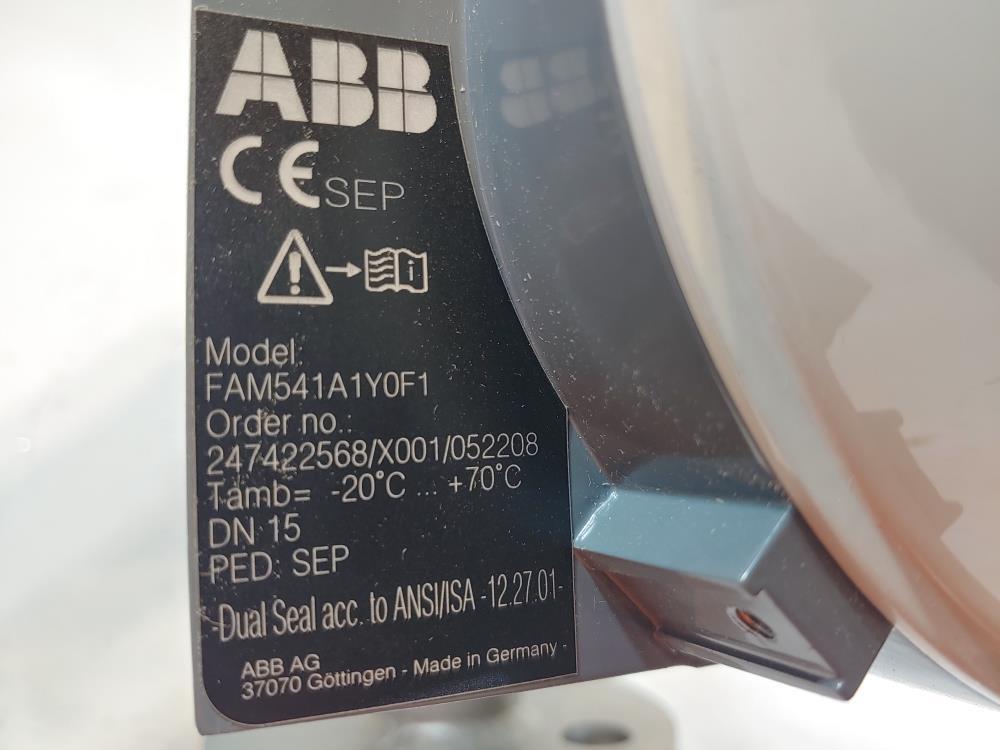 ABB
CE SEP
i
Model:
FAM541A1Y0F1
Order no.:
247422568/X001/052208
Tamb= -20°C ... +70°C
DN 15
PED: SEP
-Dual Seal acc. to ANSI/ISA -12.27.01-
ABB AG
37070 Göttingen - Made in Germany -